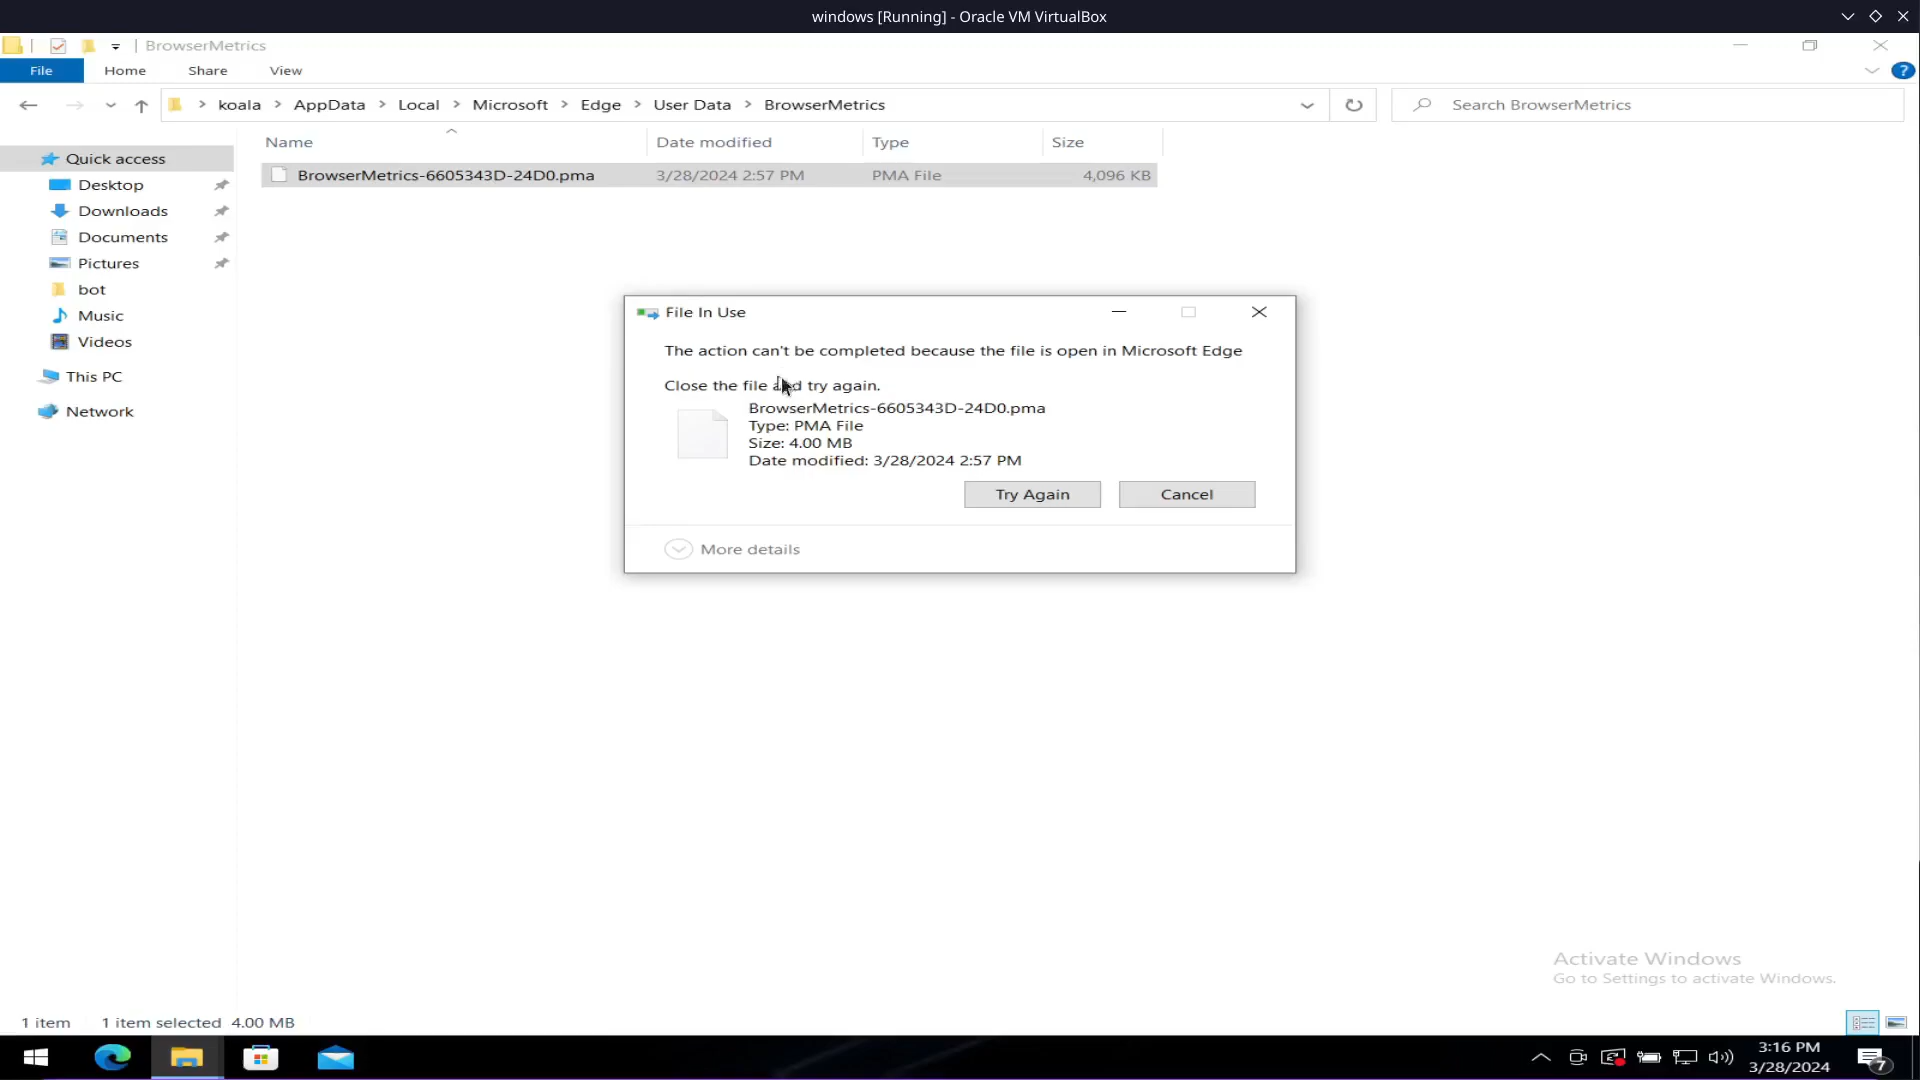 windows [Running] - Oracle VM VirtualBox
BrowserMetrics
File Home Share View
koala AppData Local Microsoft Edge User Data BrowserMetrics
Search BrowserMetrics
Name Date modified Type Size
BrowserMetrics-6605343D-24D0.pma 3/28/2024 2:57 PM PMA File 4,096 KB
Quick access
Desktop
Downloads
Documents
Pictures
bot
Music
Videos
This PC
Network
File In Use
The action can't be completed because the file is open in Microsoft Edge
Close the file and try again.
BrowserMetrics-6605343D-24D0.pma
Type: PMA File
Size: 4.00 MB
Date modified: 3/28/2024 2:57 PM
Try Again Cancel
More details
Activate Windows
Go to Settings to activate Windows.
1 item 1 item selected 4.00 MB
3:16 PM
3/28/2024
7